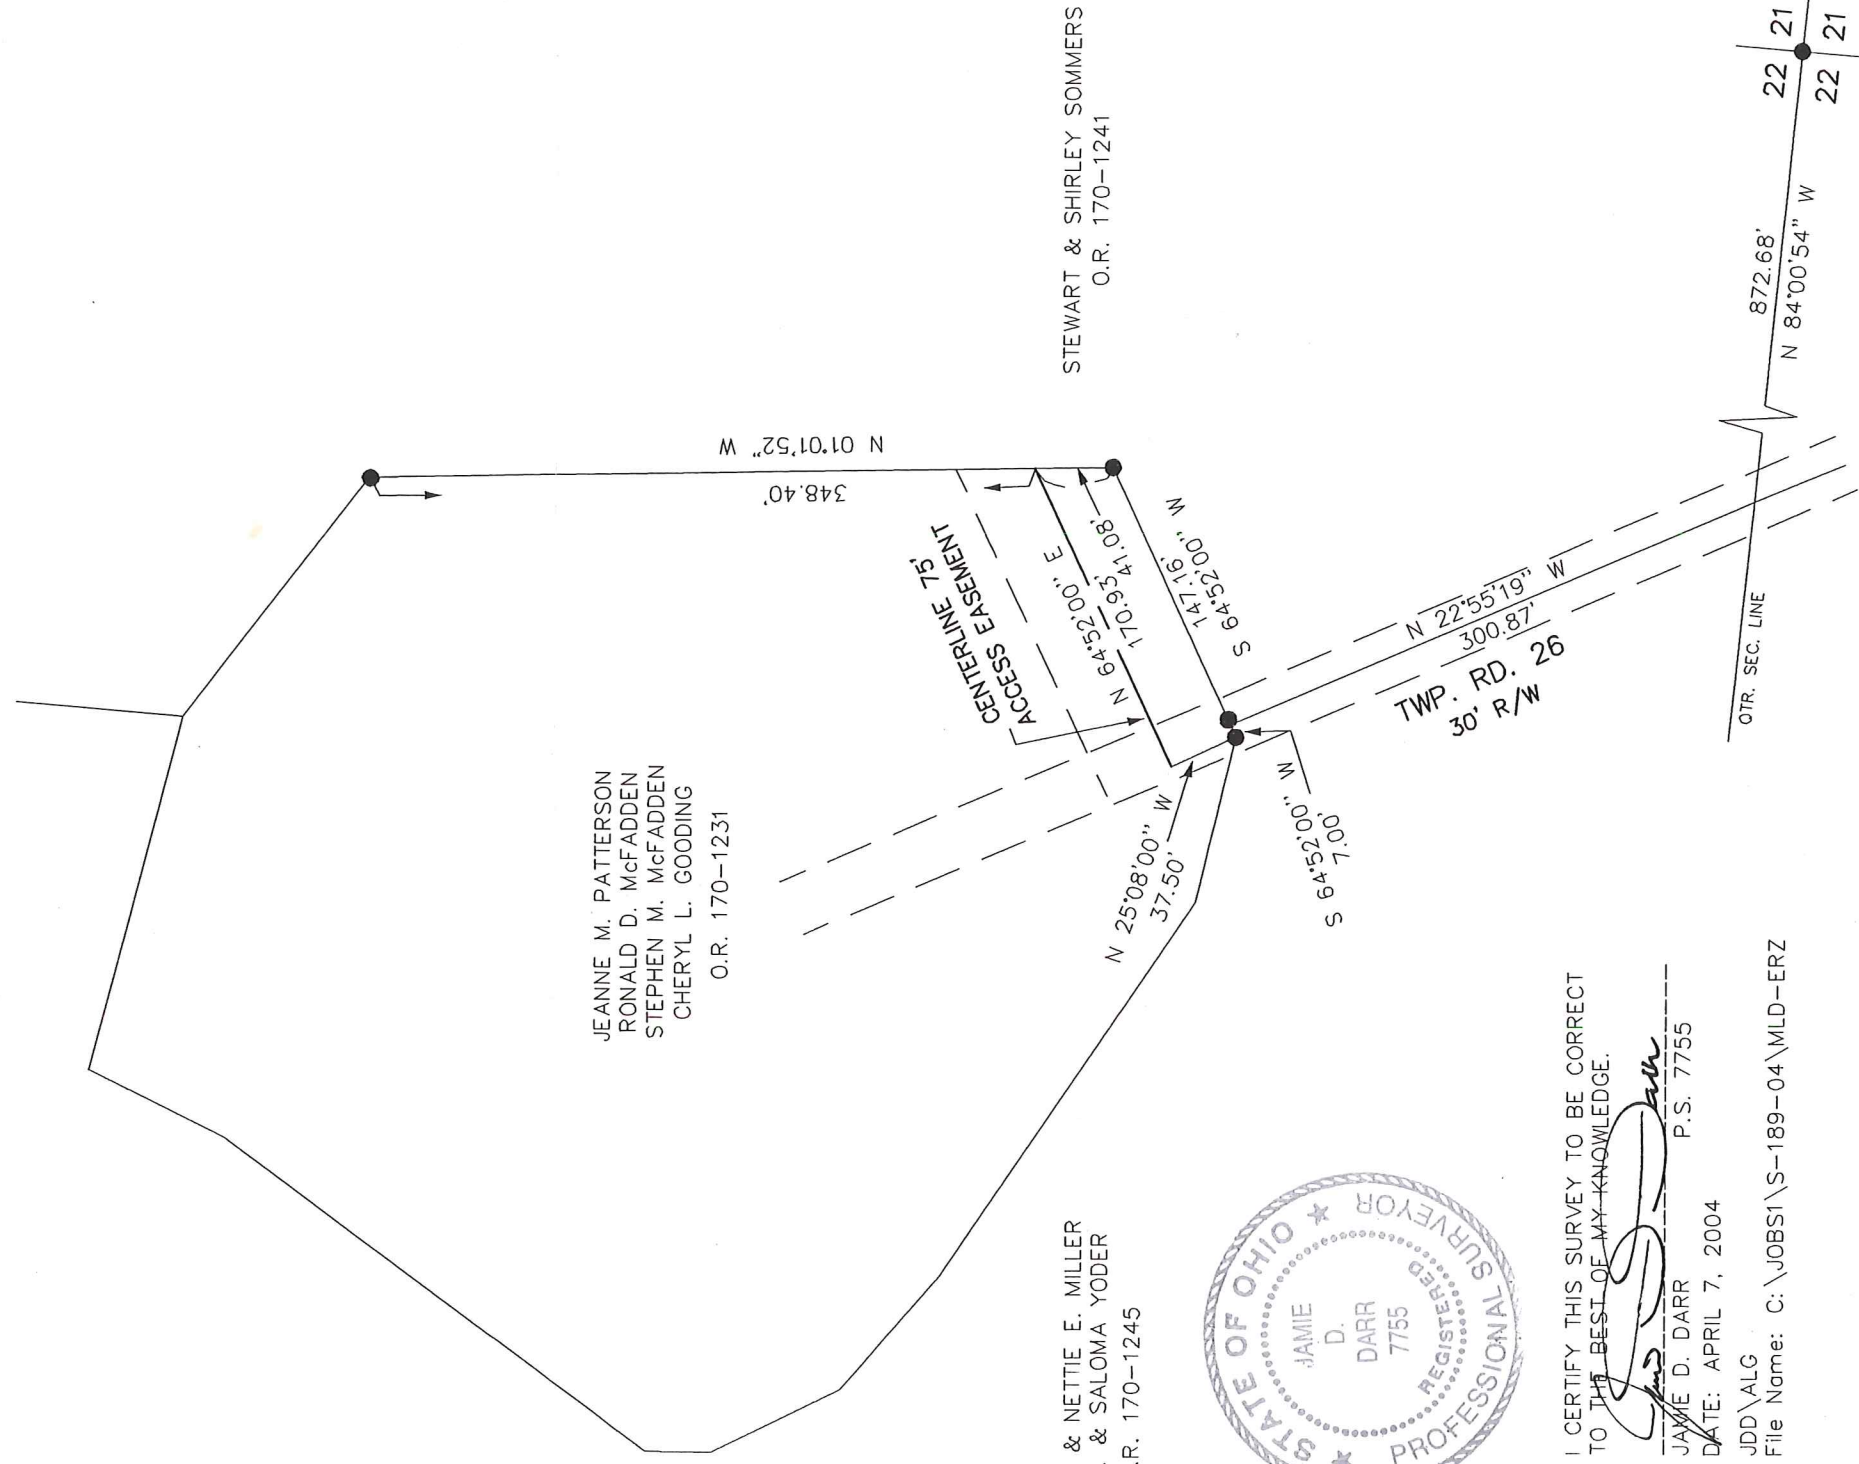 STEWART & SHIRLEY SOMMERS
O.R. 170-1241
22
21
22
21
872.68'
N 84°00'54" W
QTR. SEC. LINE
N 01°01'52" W
348.40'
CENTERLINE 75'
ACCESS EASEMENT
N 64°52'00" E
170.93'
41.08'
147.16'
S 64°52'00" W
N 22°55'19" W
300.87'
TWP. RD. 26
30' R/W
N 25°08'00" W
37.50'
S 64°52'00" W
7.00'
JEANNE M. PATTERSON
RONALD D. McFADDEN
STEPHEN M. McFADDEN
CHERYL L. GOODING
O.R. 170-1231
& NETTIE E. MILLER
& SALOMA YODER
.R. 170-1245
STATE OF OHIO
JAMIE
D.
DARR
7755
REGISTERED
PROFESSIONAL SURVEYOR
I CERTIFY THIS SURVEY TO BE CORRECT
TO THE BEST OF MY KNOWLEDGE.
JAMIE D. DARR P.S. 7755
DATE: APRIL 7, 2004
JDD\ALG
File Name: C:\JOBS1\S-189-04\MLD-ERZ